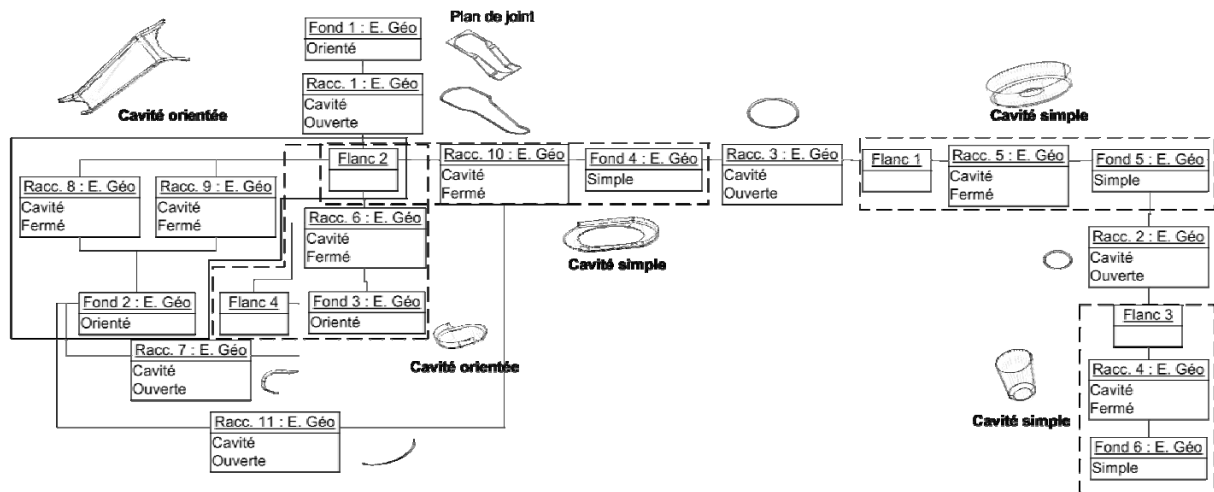 Fond 1 : E. Géo
Orienté
Plan de joint
Racc. 1 : E. Géo
Cavité
Ouverte
Cavité orientée
Cavité simple
Flanc 2
Racc. 10 : E. Géo
Cavité
Fermé
Fond 4 : E. Géo
Simple
Racc. 3 : E. Géo
Cavité
Ouverte
Flanc 1
Racc. 5 : E. Géo
Cavité
Fermé
Fond 5 : E. Géo
Simple
Racc. 8 : E. Géo
Cavité
Fermé
Racc. 9 : E. Géo
Cavité
Fermé
Racc. 6 : E. Géo
Cavité
Fermé
Cavité simple
Racc. 2 : E. Géo
Cavité
Ouverte
Fond 2 : E. Géo
Orienté
Flanc 4
Fond 3 : E. Géo
Orienté
Flanc 3
Racc. 7 : E. Géo
Cavité
Ouverte
Cavité orientée
Racc. 4 : E. Géo
Cavité
Fermé
Cavité simple
Racc. 11 : E. Géo
Cavité
Ouverte
Fond 6 : E. Géo
Simple